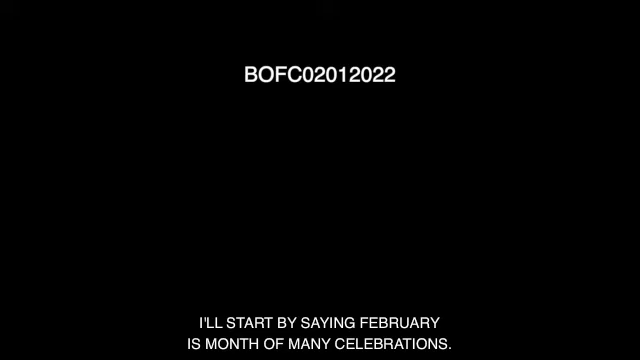 BOFC02012022
I'LL START BY SAYING FEBRUARY
IS MONTH OF MANY CELEBRATIONS.